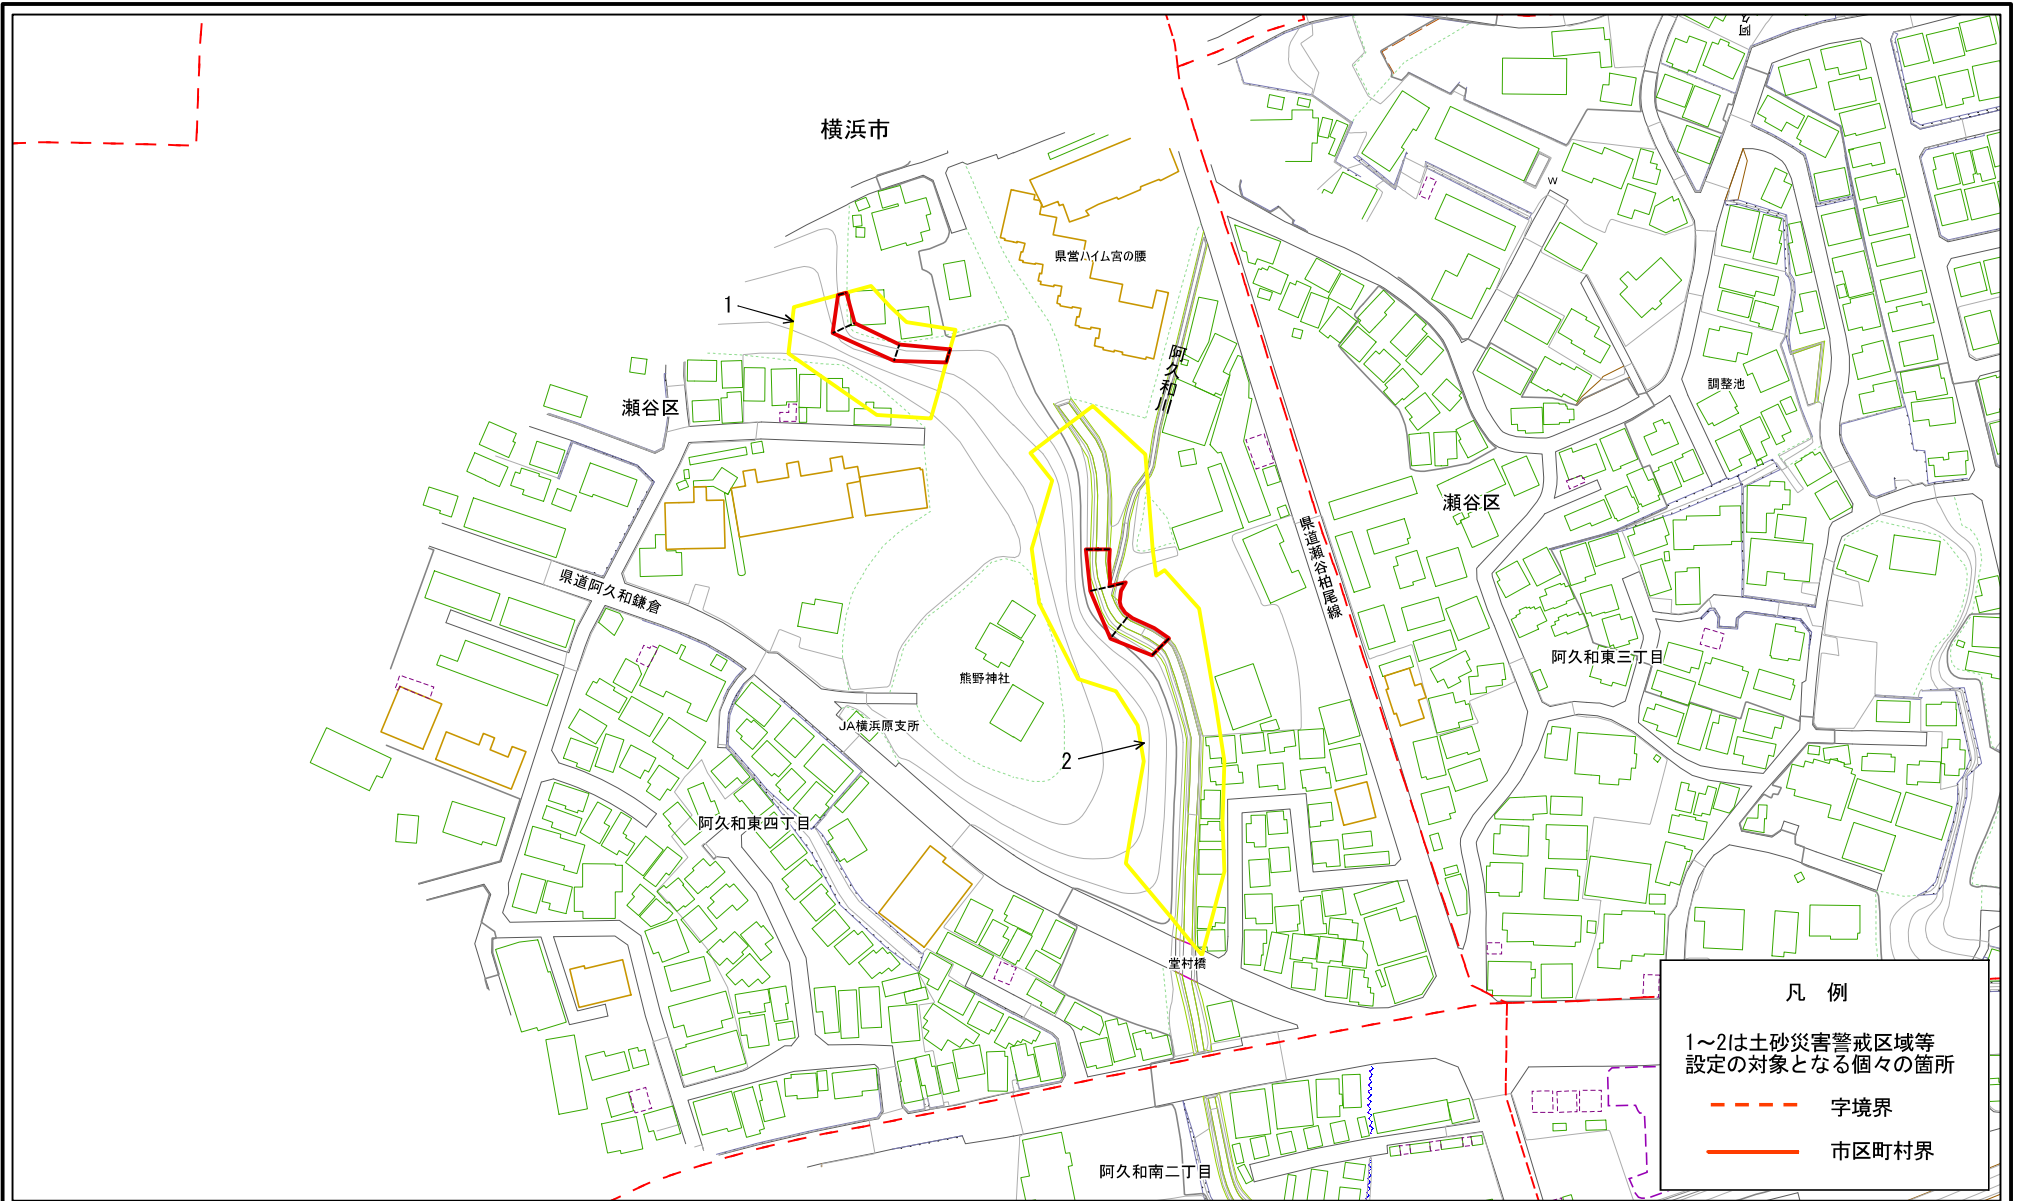 横浜市
阿久
W
県営ハイム宮の腰
1
阿久和川
調整池
瀬谷区
瀬谷区
県道瀬谷柏尾線
県道阿久和鎌倉
阿久和東三丁目
熊野神社
JA横浜原支所
2
阿久和東四丁目
堂村橋
阿久和南二丁目
凡 例
1~2は土砂災害警戒区域等
設定の対象となる個々の箇所
字境界
市区町村界